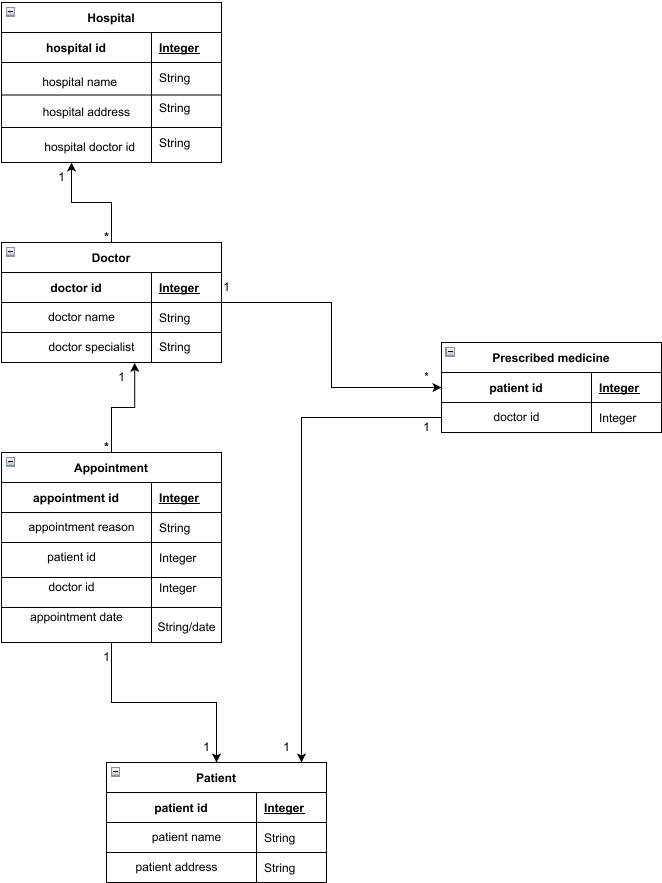 Hospital
hospital id Integer
hospital name String
hospital address String
hospital doctor id String
1
*
Doctor
doctor id Integer
1
doctor name String
doctor specialist String
1
*
Prescribed medicine
*
patient id Integer
doctor id Integer
1
Appointment
appointment id Integer
appointment reason String
patient id Integer
doctor id Integer
appointment date String/date
1
1
1
Patient
patient id Integer
patient name String
patient address String